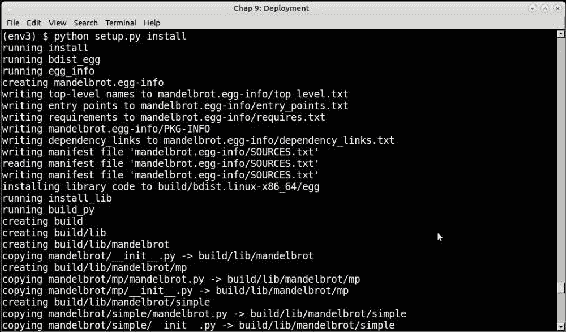 Chap 9: Deployment
File Edit View Search Terminal Help
(env3) $ python setup.py install
running install
running bdist_egg
running egg_info
creating mandelbrot.egg-info
writing top-level names to mandelbrot.egg-info/top_level.txt
writing entry points to mandelbrot.egg-info/entry_points.txt
writing requirements to mandelbrot.egg-info/requires.txt
writing mandelbrot.egg-info/PKG-INFO
writing dependency_links to mandelbrot.egg-info/dependency_links.txt
writing manifest file 'mandelbrot.egg-info/SOURCES.txt'
reading manifest file 'mandelbrot.egg-info/SOURCES.txt'
writing manifest file 'mandelbrot.egg-info/SOURCES.txt'
installing library code to build/bdist.linux-x86_64/egg
running install_lib
running build_py
creating build
creating build/lib
creating build/lib/mandelbrot
copying mandelbrot/__init__.py -> build/lib/mandelbrot
creating build/lib/mandelbrot/mp
copying mandelbrot/mp/mandelbrot.py -> build/lib/mandelbrot/mp
copying mandelbrot/mp/__init__.py -> build/lib/mandelbrot/mp
creating build/lib/mandelbrot/simple
copying mandelbrot/simple/mandelbrot.py -> build/lib/mandelbrot/simple
copying mandelbrot/simple/__init__.py -> build/lib/mandelbrot/simple